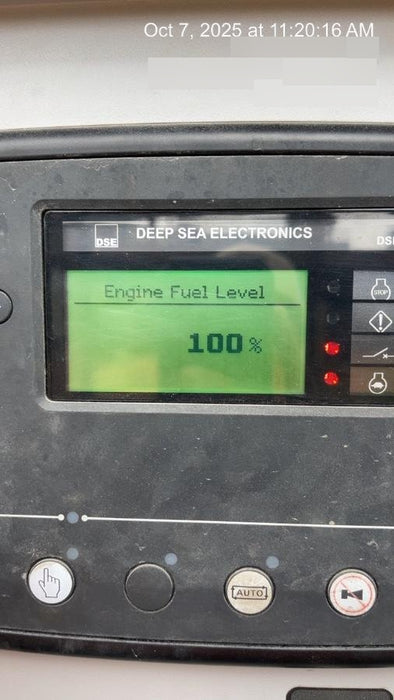 Oct 7, 2025 at 11:20:16 AM
DSE
DEEP SEA ELECTRONICS
Engine Fuel Level
100 %
STOP
AUTO